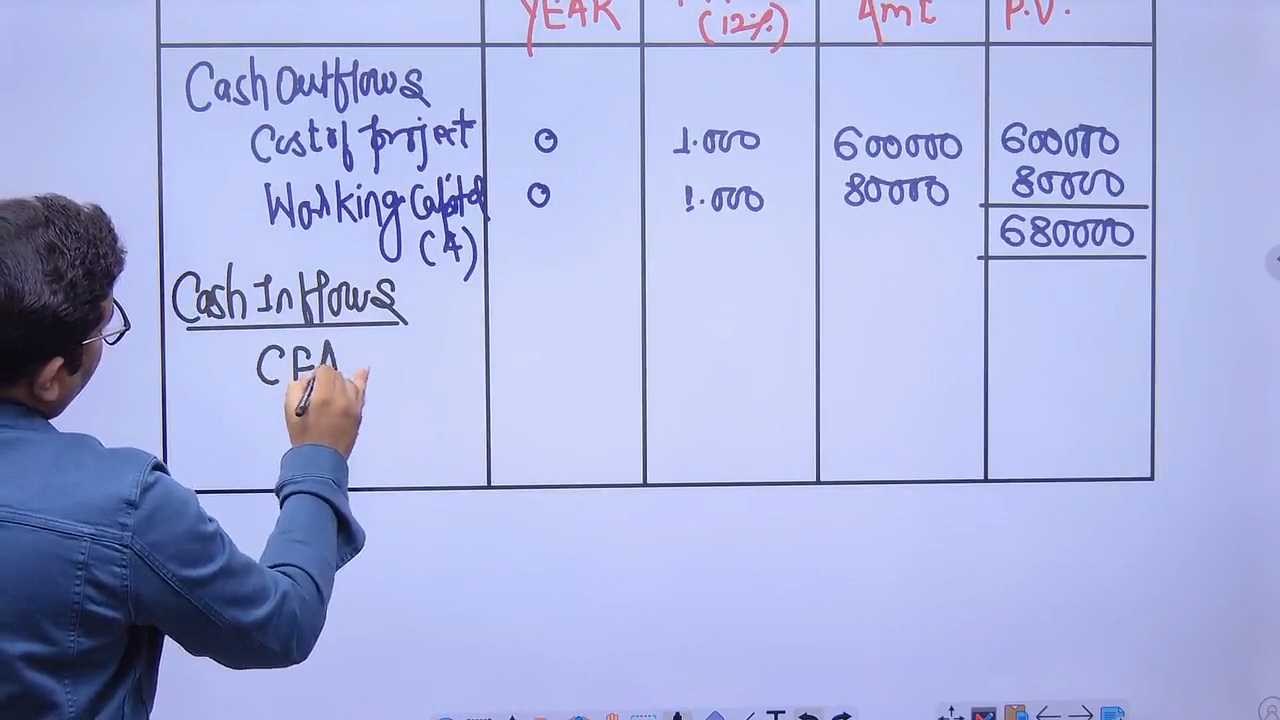 YEAR (12%) Amt P.V.
Cash Outflows
Cost of project 0 1.000 600000 600000
Working Capital 0 1.000 80000 80000
(A) 680000
Cash Inflows
CFA